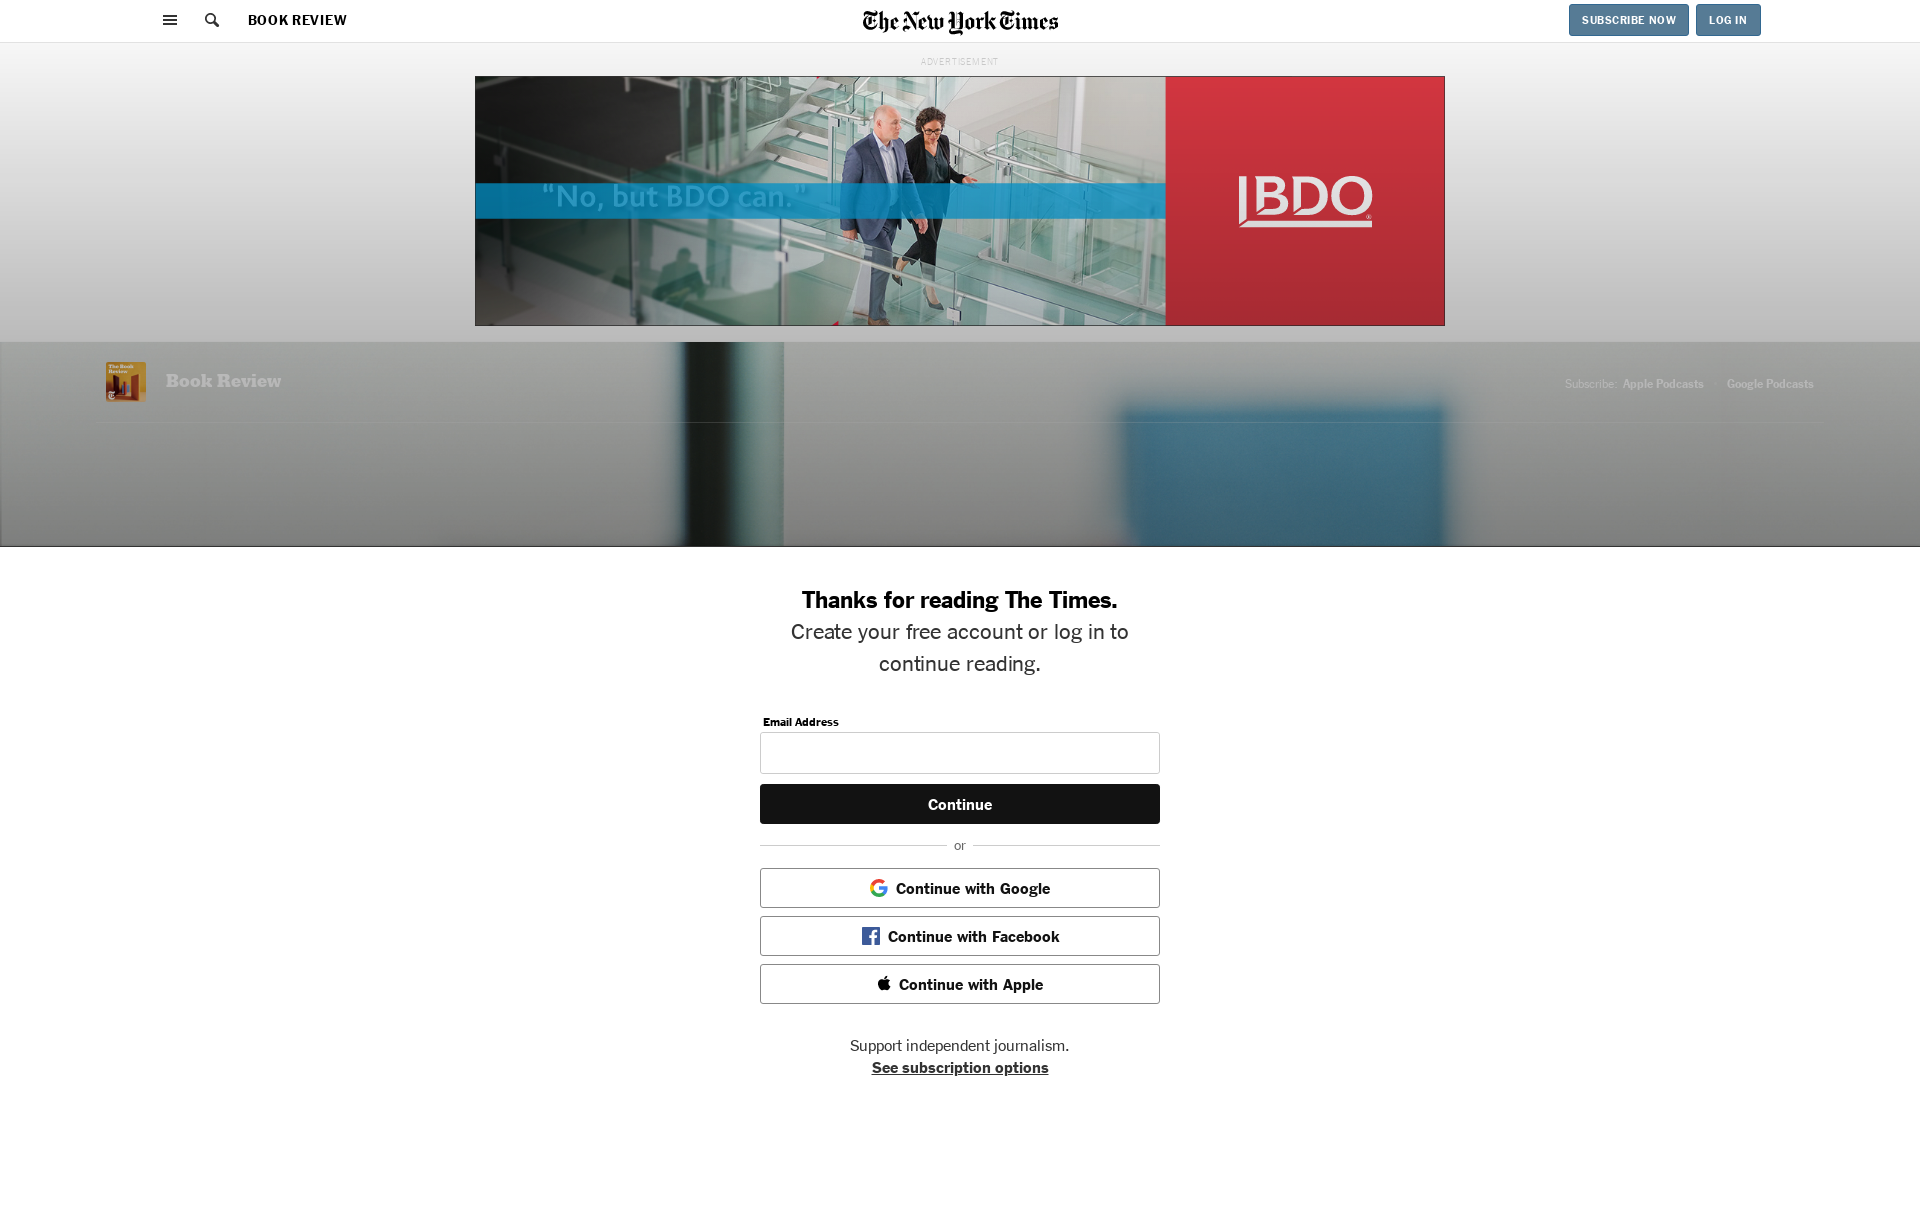 BOOK REVIEW
The New York Times
SUBSCRIBE NOW
LOG IN
ADVERTISEMENT
"No, but BDO can."
BDO
The Book
Review
Book Review
Subscribe:
Apple Podcasts
Google Podcasts
Thanks for reading The Times.
Create your free account or log in to
continue reading.
Email Address
Continue
or
Continue with Google
Continue with Facebook
Continue with Apple
Support independent journalism.
See subscription options